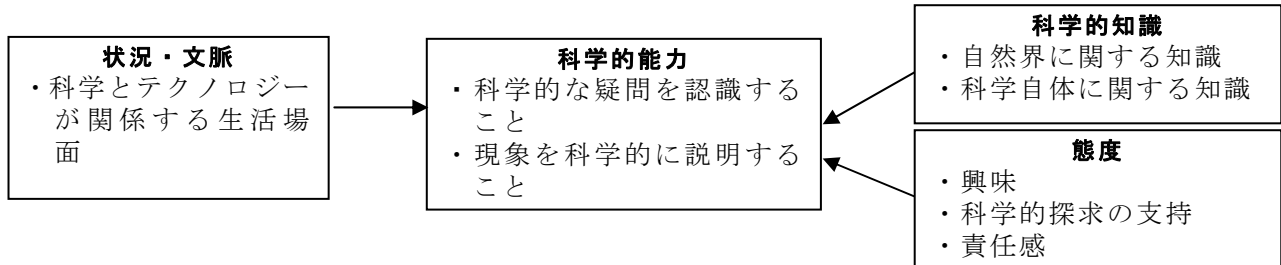 状況・文脈
・科学とテクノロジー
が関係する生活場
面
科学的能力
・科学的な疑問を認識する
こと
・現象を科学的に説明する
こと
科学的知識
・自然界に関する知識
・科学自体に関する知識
態度
・興味
・科学的探求の支持
・責任感